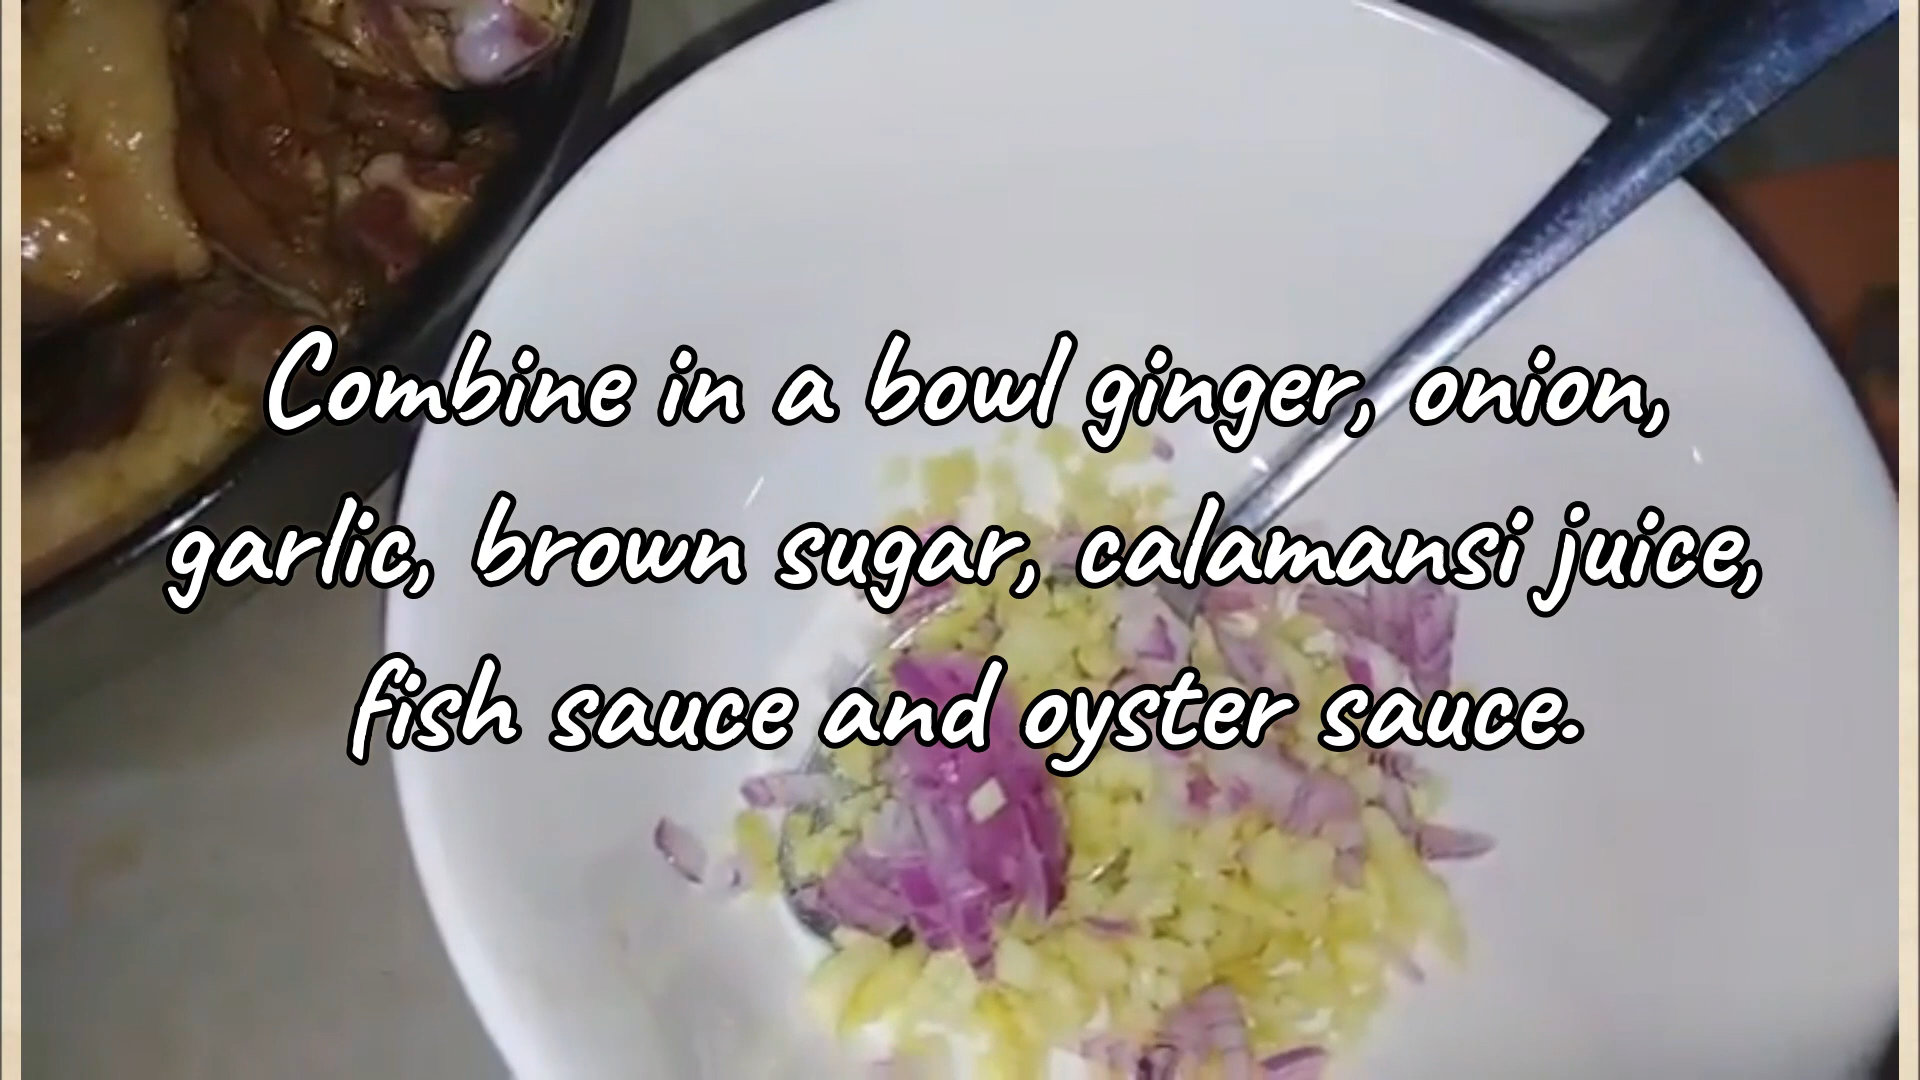 Combine in a bowl ginger, onion,
garlic, brown sugar, calamansi juice,
fish sauce and oyster sauce.